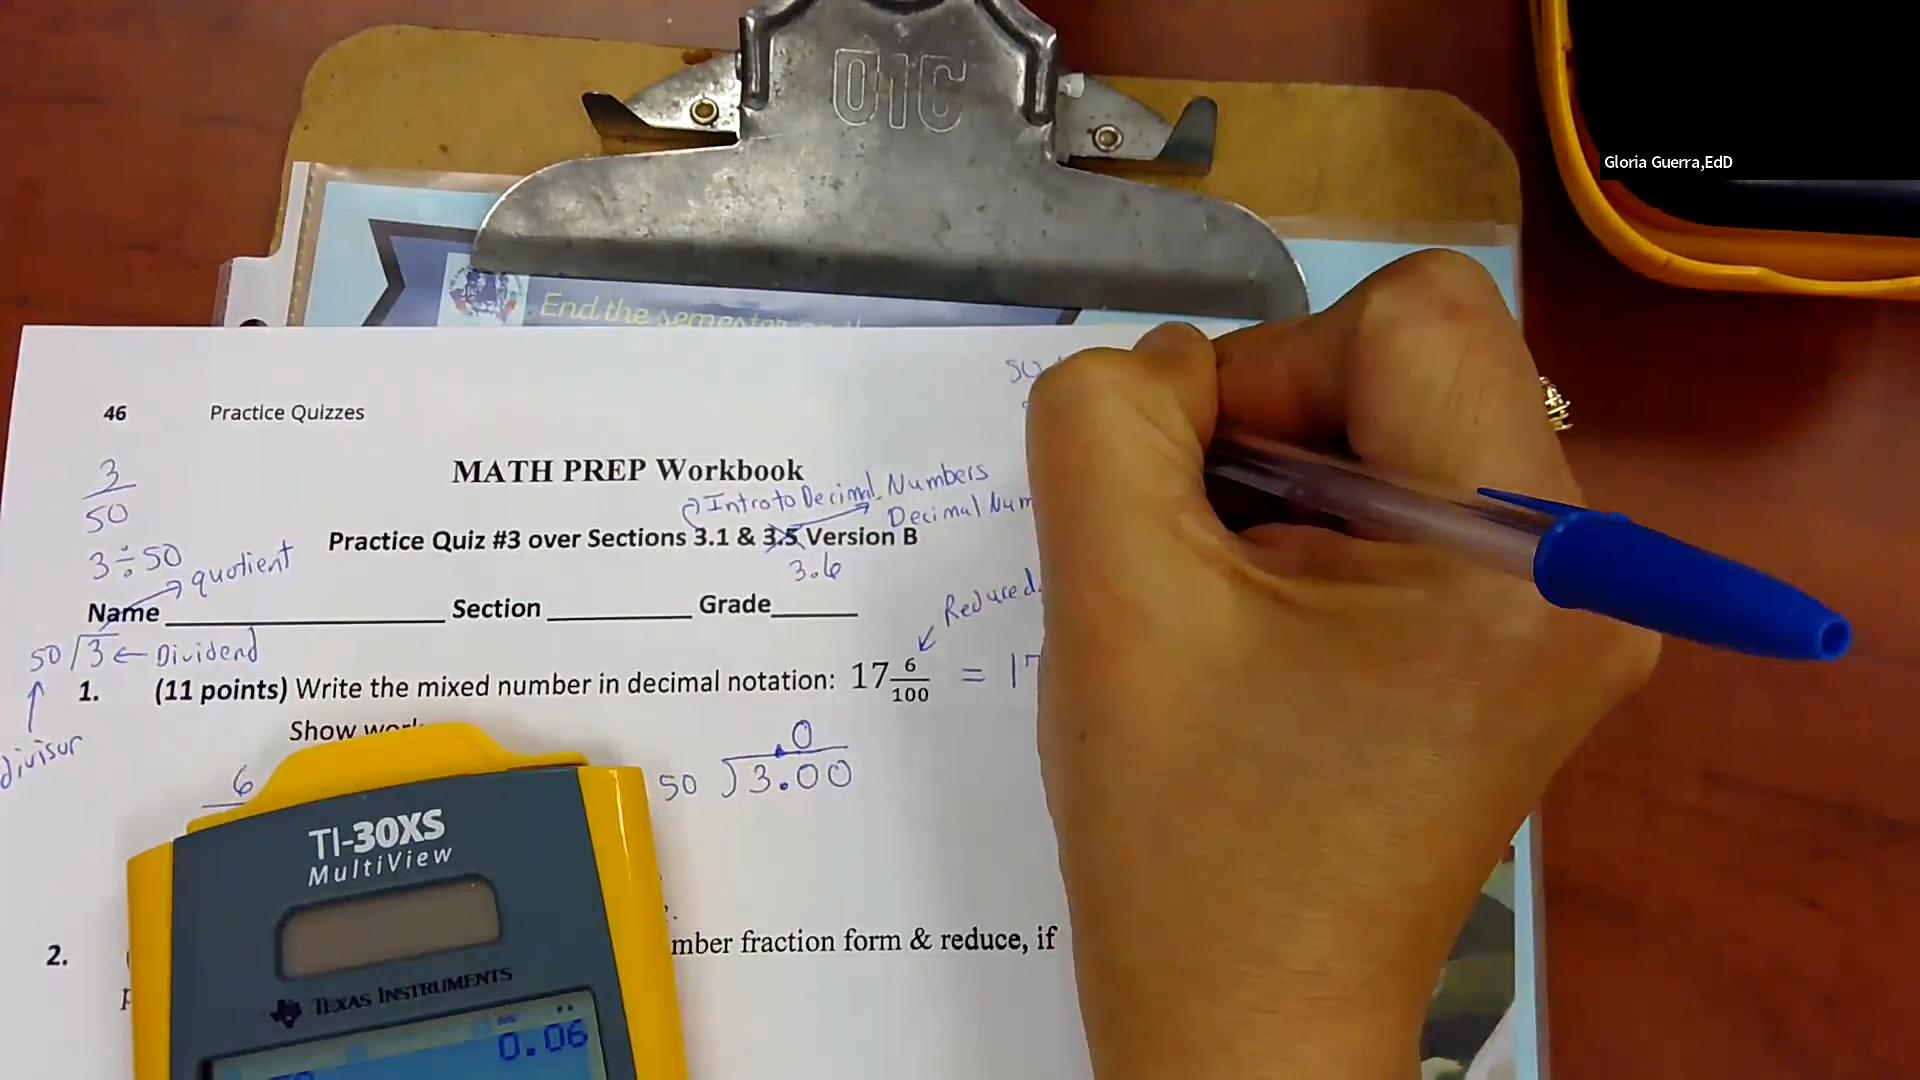 OIC
Gloria Guerra,EdD
End the semester
50
46 Practice Quizzes
3
50
MATH PREP Workbook
Intro to Decimal Numbers
Decimal Num
3÷50
quotient
Practice Quiz #3 over Sections 3.1 & 3.5 Version B
3.6
Name Section Grade
Reduced.
50 3 ← Dividend
divisor
1. (11 points) Write the mixed number in decimal notation: 17 6/100 = 17
Show work
.0
50 3.00
6
TI-30XS
MultiView
2. mber fraction form & reduce, if
TEXAS INSTRUMENTS
0.06